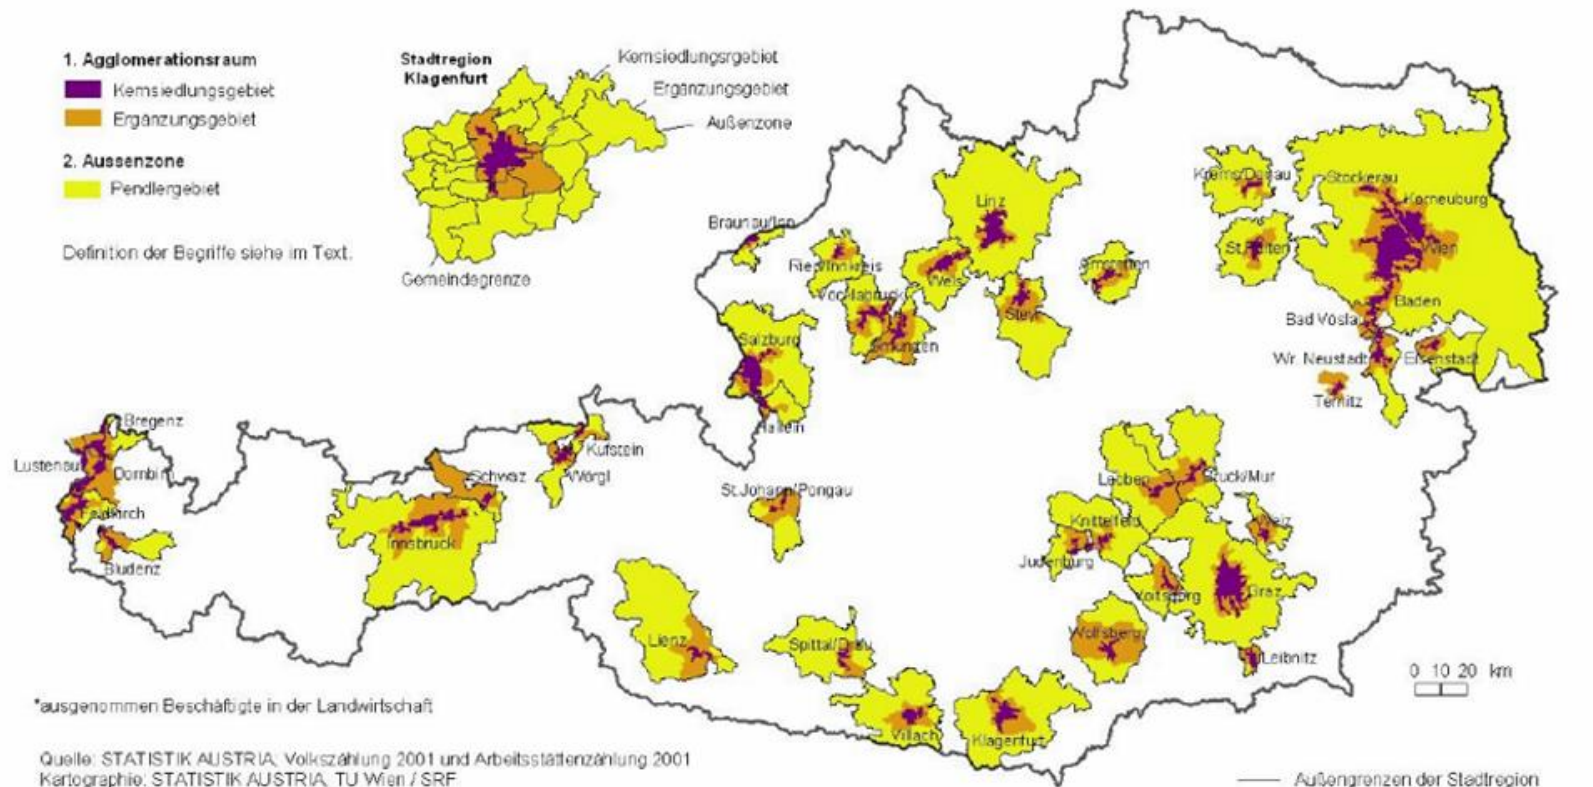 1. Agglomerationsraum
Kernsiedlungsgebiet
Ergänzungsgebiet
2. Aussenzone
Pendlergebiet
Definition der Begriffe siehe im Text.
Stadtregion
Klagenfurt
Kernsiedlungsrgebiet
Ergänzungsgebiet
Außenzone
Gemeindegrenze
Braunau/Inn
Ried/Innkreis
Vöcklabruck
Gmunden
Wels
Linz
Steyr
Amstetten
Krems/Donau
St.Pölten
Stockerau
Korneuburg
Wien
Baden
Bad Vöslau
Wr. Neustadt
Eisenstadt
Ternitz
Salzburg
Hallein
Bregenz
Lustenau
Dornbirn
Feldkirch
Bludenz
Innsbruck
Schwaz
Kufstein
Wörgl
St.Johann/Pongau
Lienz
Spittal/Drau
Villach
Klagenfurt
Wolfsberg
Leoben
Bruck/Mur
Knittelfeld
Judenburg
Weiz
Voitsberg
Graz
Leibnitz
0 10 20 km
*ausgenommen Beschäftigte in der Landwirtschaft
Quelle: STATISTIK AUSTRIA, Volkszählung 2001 und Arbeitsstättenzählung 2001
Kartographie: STATISTIK AUSTRIA, TU Wien / SRF
Außengrenzen der Stadtregion